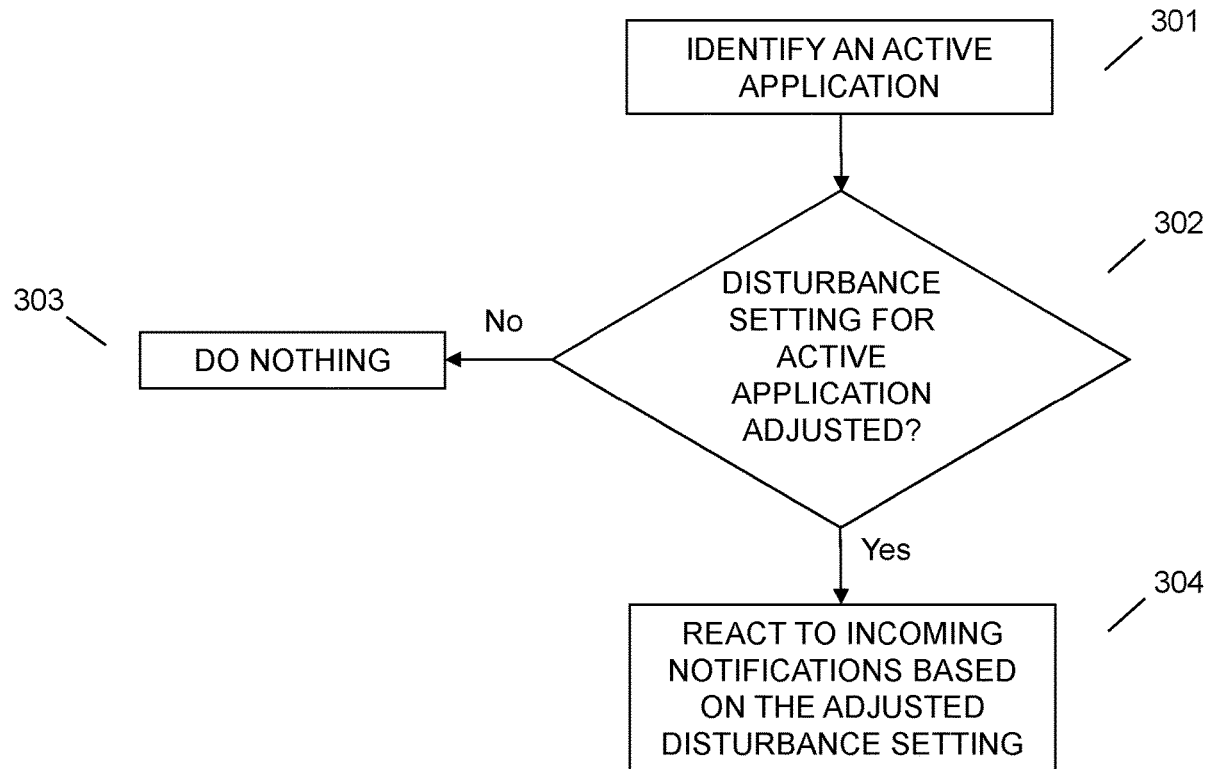 301
IDENTIFY AN ACTIVE
APPLICATION
302
DISTURBANCE
SETTING FOR
ACTIVE
APPLICATION
ADJUSTED?
No
303
DO NOTHING
Yes
304
REACT TO INCOMING
NOTIFICATIONS BASED
ON THE ADJUSTED
DISTURBANCE SETTING